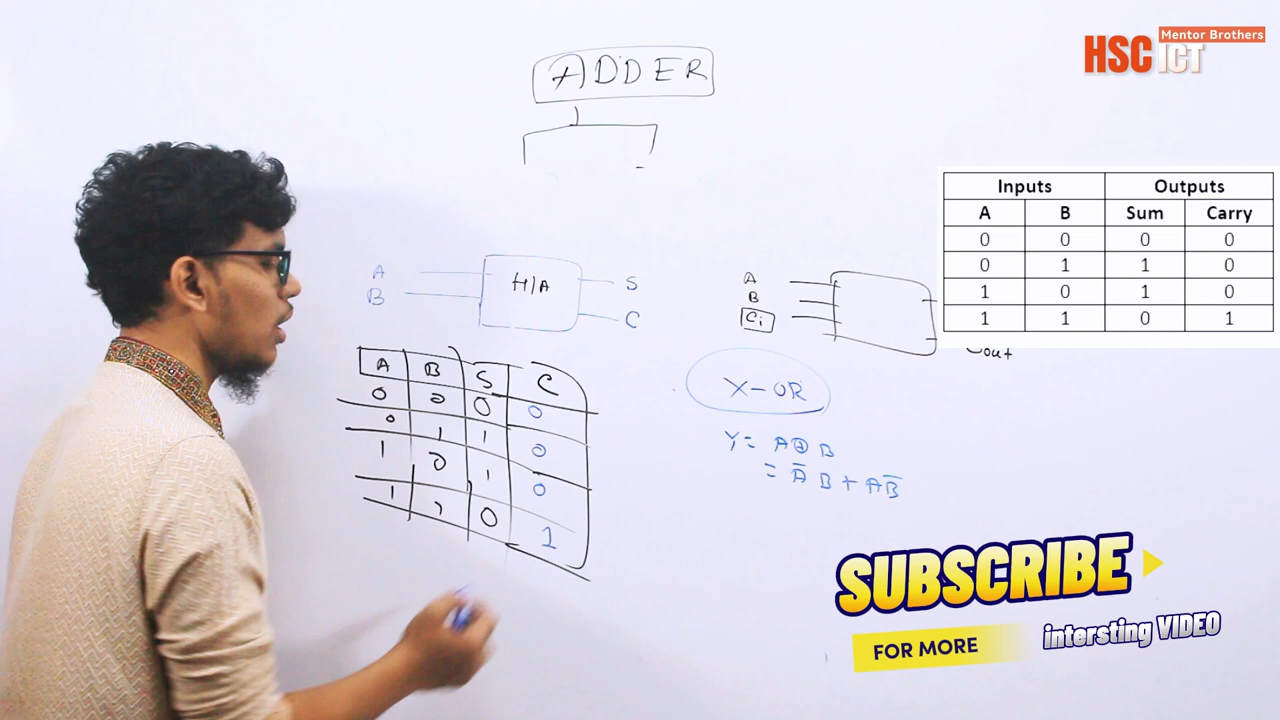 Mentor Brothers
HSC ICT
ADDER
Inputs Outputs
A B Sum Carry
0 0 0 0
0 1 1 0
1 0 1 0
1 1 0 1
A
B
H/A
S
C
A
B
Ci
Cout
A B S C
0 0 0 0
0 1 1 0
1 0 1 0
1 1 0 1
X-OR
Y = A⊕B
= A̅B + AB̅
SUBSCRIBE
FOR MORE
intersting VIDEO